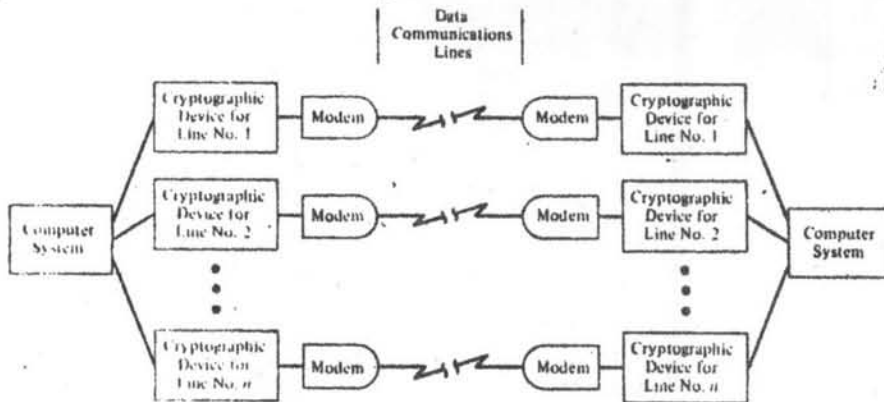 Data
Communications
Lines
Cryptographic
Device for
Line No. 1
Modem
Modem
Cryptographic
Device for
Line No. 1
Cryptographic
Device for
Line No. 2
Modem
Modem
Cryptographic
Device for
Line No. 2
Computer
System
Computer
System
Cryptographic
Device for
Line No. n
Modem
Modem
Cryptographic
Device for
Line No. n